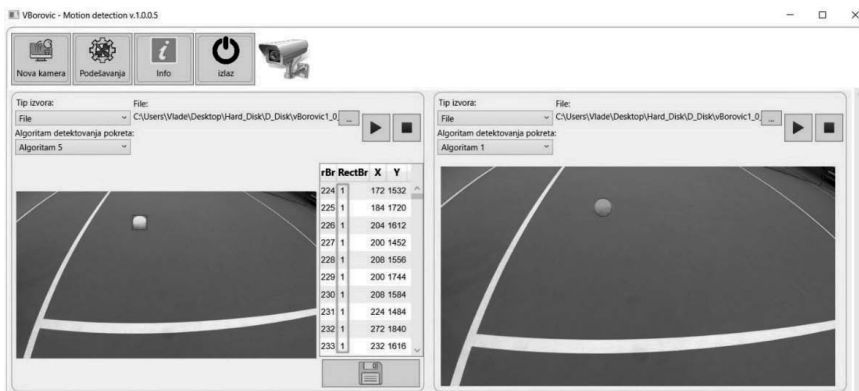 VBorovic - Motion detection v.1.0.0.5
Nova kamera
Podešavanja
Info
izlaz
Tip izvora:
File:
File
C:\Users\Vlade\Desktop\Hard_Disk\D_Disk\vBorovic1_0_
...
Algoritam detektovanja pokreta:
Algoritam 5
rBr RectBr X Y
224 1 172 1532
225 1 184 1720
226 1 204 1612
227 1 200 1452
228 1 208 1556
229 1 200 1744
230 1 208 1584
231 1 224 1484
232 1 272 1840
233 1 232 1616
Tip izvora:
File:
File
C:\Users\Vlade\Desktop\Hard_Disk\D_Disk\vBorovic1_0_
...
Algoritam detektovanja pokreta:
Algoritam 1